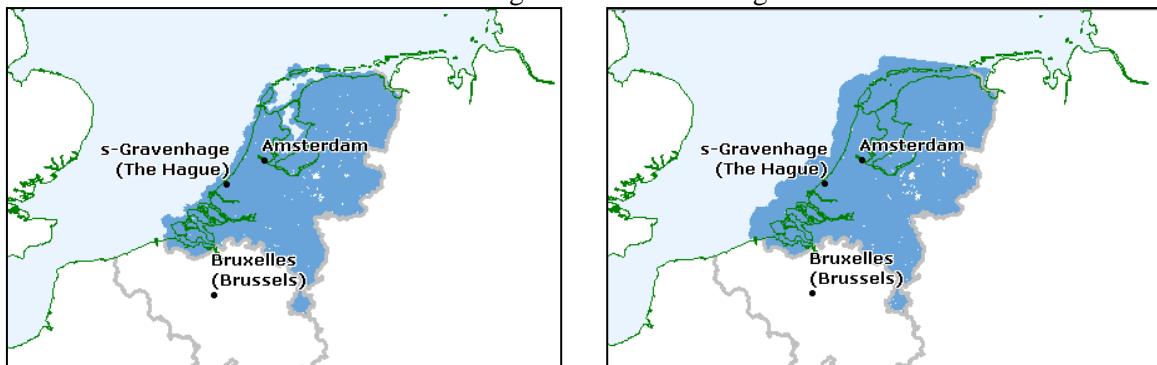 s-Gravenhage
(The Hague)
Amsterdam
Bruxelles
(Brussels)
s-Gravenhage
(The Hague)
Amsterdam
Bruxelles
(Brussels)